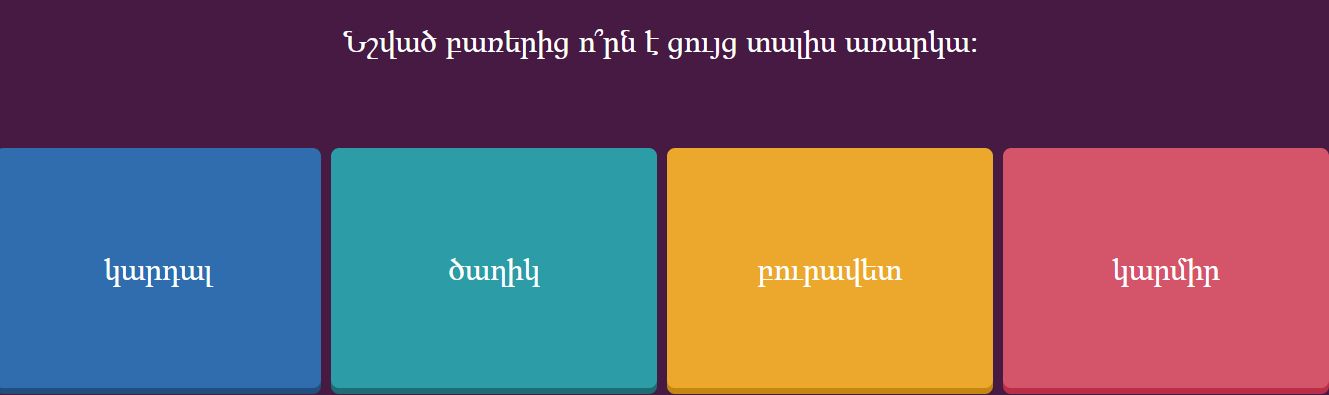 Նշված բառերից ո՞րն է ցույց տալիս առարկա։
կարդալ
ծաղիկ
բուրավետ
կարմիր